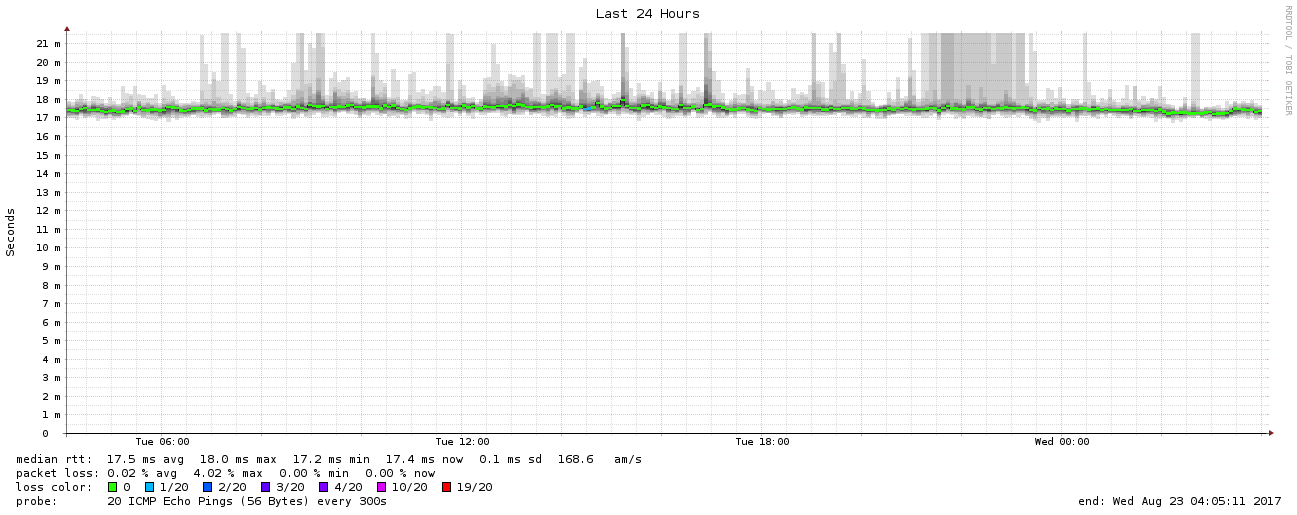 Last 24 Hours
RRDTOOL / TOBI OETIKER
Seconds
21 m
20 m
19 m
18 m
17 m
16 m
15 m
14 m
13 m
12 m
11 m
10 m
9 m
8 m
7 m
6 m
5 m
4 m
3 m
2 m
1 m
0
Tue 06:00 Tue 12:00 Tue 18:00 Wed 00:00
median rtt: 17.5 ms avg 18.0 ms max 17.2 ms min 17.4 ms now 0.1 ms sd 168.6 am/s
packet loss: 0.02 % avg 4.02 % max 0.00 % min 0.00 % now
loss color: 0 1/20 2/20 3/20 4/20 10/20 19/20
probe: 20 ICMP Echo Pings (56 Bytes) every 300s end: Wed Aug 23 04:05:11 2017